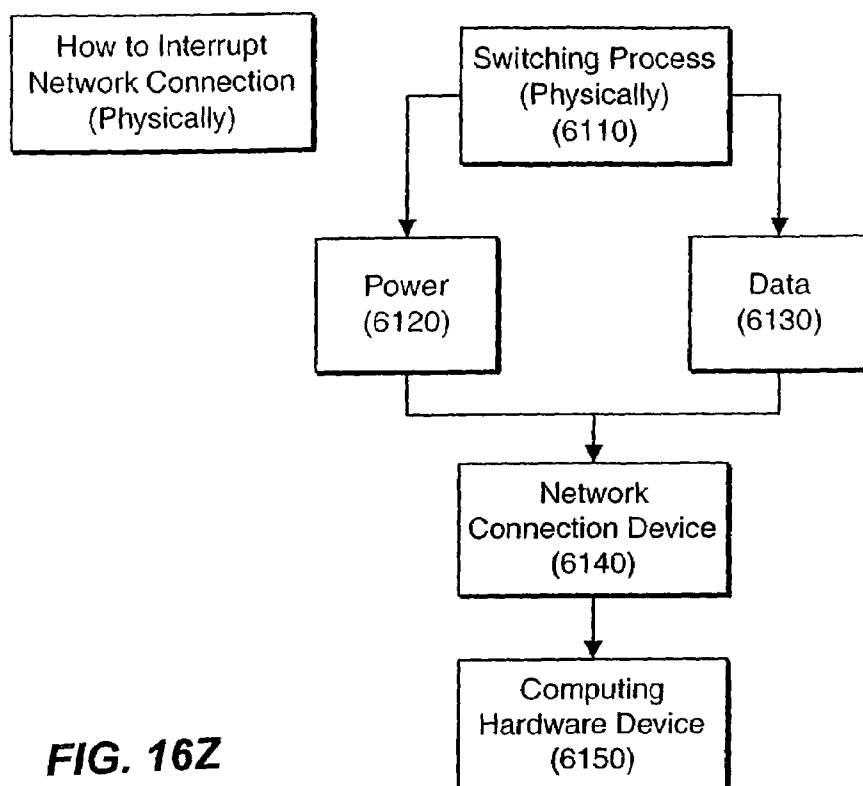 How to Interrupt
Network Connection
(Physically)
Switching Process
(Physically)
(6110)
Power
(6120)
Data
(6130)
Network
Connection Device
(6140)
Computing
Hardware Device
(6150)
FIG. 16Z